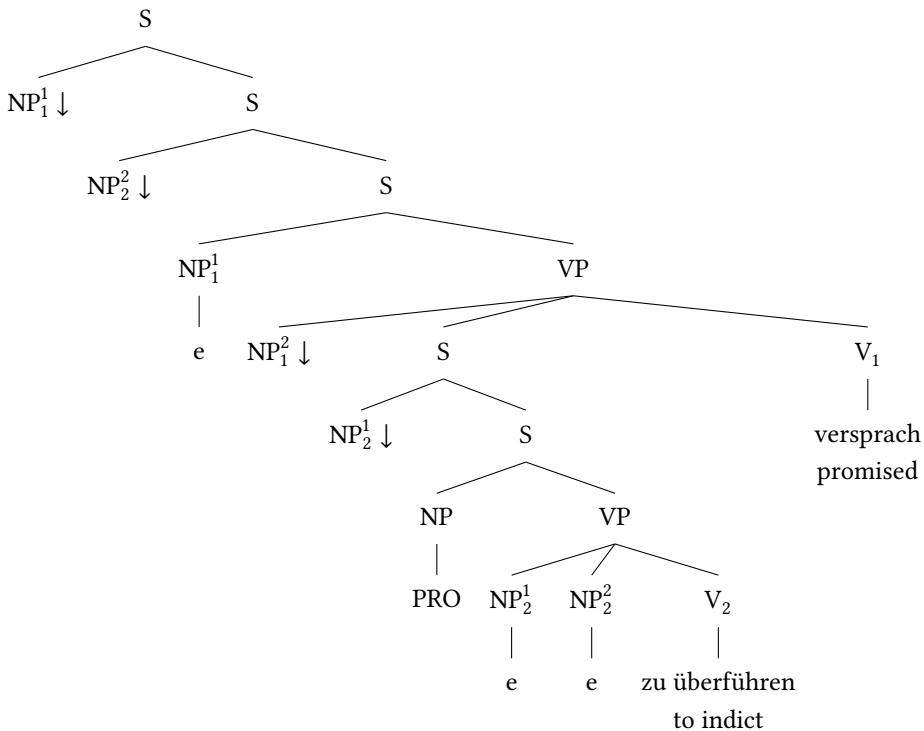 S
NP₁¹↓ S
NP₂²↓ S
NP₁¹ VP
e NP₁²↓ S V₁
NP₂¹↓ S versprach
promised
NP VP
PRO NP₂¹ NP₂² V₂
e e zu überführen
to indict